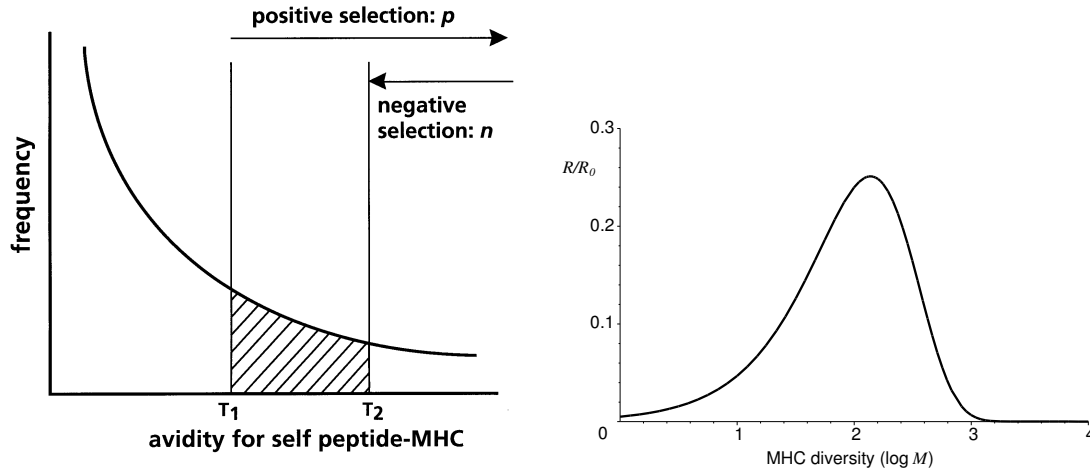 positive selection: p
negative
selection: n
frequency
T1
T2
avidity for self peptide-MHC
0.3
R/R0
0.2
0.1
0
1
2
3
4
MHC diversity (log M)